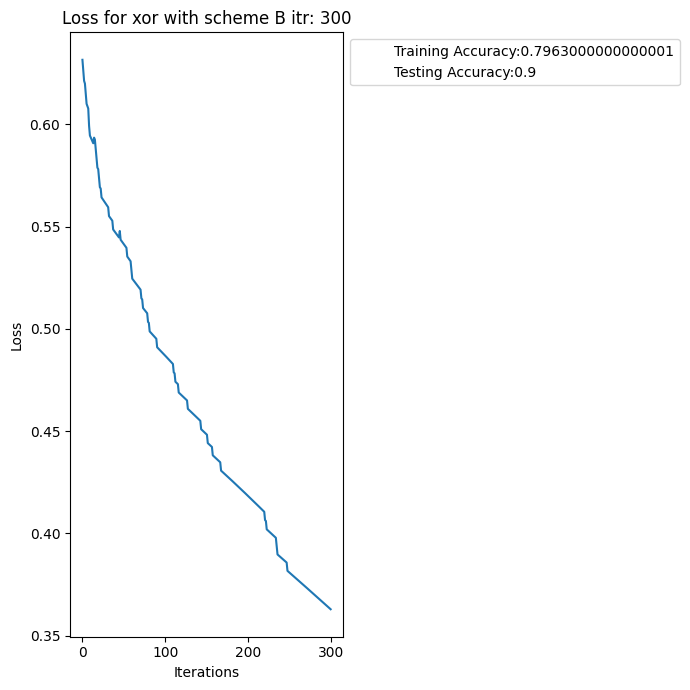 Loss for xor with scheme B itr: 300
Training Accuracy:0.7963000000000001
Testing Accuracy:0.9
0.60
0.55
0.50
0.45
0.40
0.35
Loss
0 100 200 300
Iterations